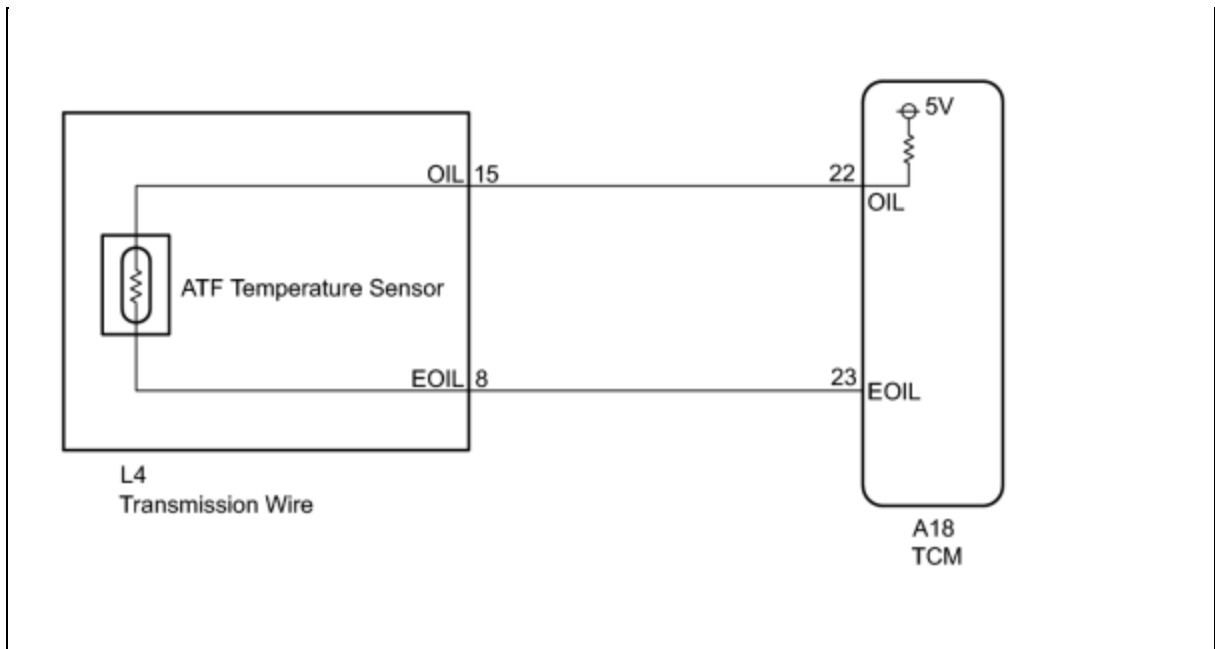 5V
OIL 15
22
OIL
ATF Temperature Sensor
EOIL 8
23
EOIL
L4
Transmission Wire
A18
TCM